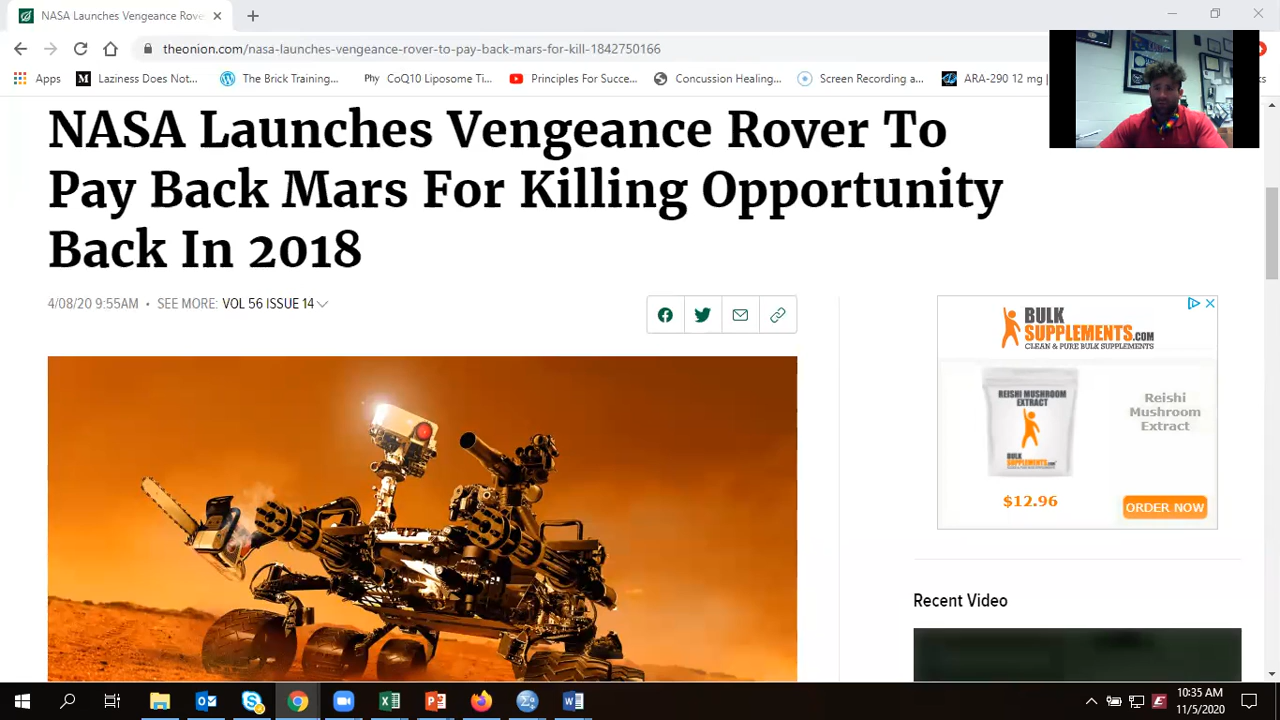 NASA Launches Vengeance Rove
theonion.com/nasa-launches-vengeance-rover-to-pay-back-mars-for-kill-1842750166
Apps
Laziness Does Not...
The Brick Training...
Phy CoQ10 Liposome Ti...
Principles For Succe...
Concussion Healing...
Screen Recording a...
ARA-290 12 mg |
NASA Launches Vengeance Rover To
Pay Back Mars For Killing Opportunity
Back In 2018
4/08/20 9:55AM • SEE MORE: VOL 56 ISSUE 14
BULK
SUPPLEMENTS.COM
CLEAN & PURE BULK SUPPLEMENTS
REISHI MUSHROOM
EXTRACT
BULK
SUPPLEMENTS.COM
Reishi
Mushroom
Extract
$12.96
ORDER NOW
Recent Video
10:35 AM
11/5/2020